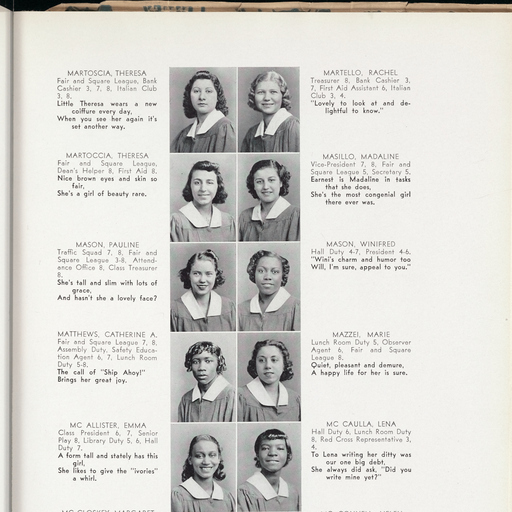 MARTOSCIA, THERESA
Fair and Square League, Bank
Cashier 3, 7, 8, Italian Club
3, 8,
Little Theresa wears a new
coiffure every day,
When you see her again it's
set another way.
MARTOCCIA, THERESA
Fair and Square League,
Dean's Helper 8, First Aid 8,
Nice brown eyes and skin so
fair,
She's a girl of beauty rare.
MASON, PAULINE
Traffic Squad 7, 8, Fair and
Square League 3-8, Attend-
ance Office 8, Class Treasurer
8,
She's tall and slim with lots of
grace,
And hasn't she a lovely face?
MATTHEWS, CATHERINE A.
Fair and Square League 7, 8,
Assembly Duty, Safety Educa-
tion Agent 6, 7, Lunch Room
Duty 5-8,
The call of "Ship Ahoy!"
Brings her great joy.
MC ALLISTER, EMMA
Class President 6, 7, Senior
Play 8, Library Duty 5, 6, Hall
Duty 7,
A form tall and stately has this
girl,
She likes to give the "ivories"
a whirl.
MARTELLO, RACHEL
Treasurer 8, Bank Cashier 3,
7, First Aid Assistant 6, Italian
Club 3, 4.
"Lovely to look at and de-
lightful to know."
MASILLO, MADALINE
Vice-President 7, 8, Fair and
Square League 5, Secretary 5,
Earnest is Madaline in tasks
that she does,
She's the most congenial girl
there ever was.
MASON, WINIFRED
Hall Duty 4-7, President 4-6,
"Wini's charm and humor too
Will, I'm sure, appeal to you."
MAZZEI, MARIE
Lunch Room Duty 5, Observer
Agent 6, Fair and Square
League 8,
Quiet, pleasant and demure,
A happy life for her is sure.
MC CAULLA, LENA
Hall Duty 6, Lunch Room Duty
8, Red Cross Representative 3,
4,
To Lena writing her ditty was
our one big debt,
She always did ask, "Did you
write mine yet?"